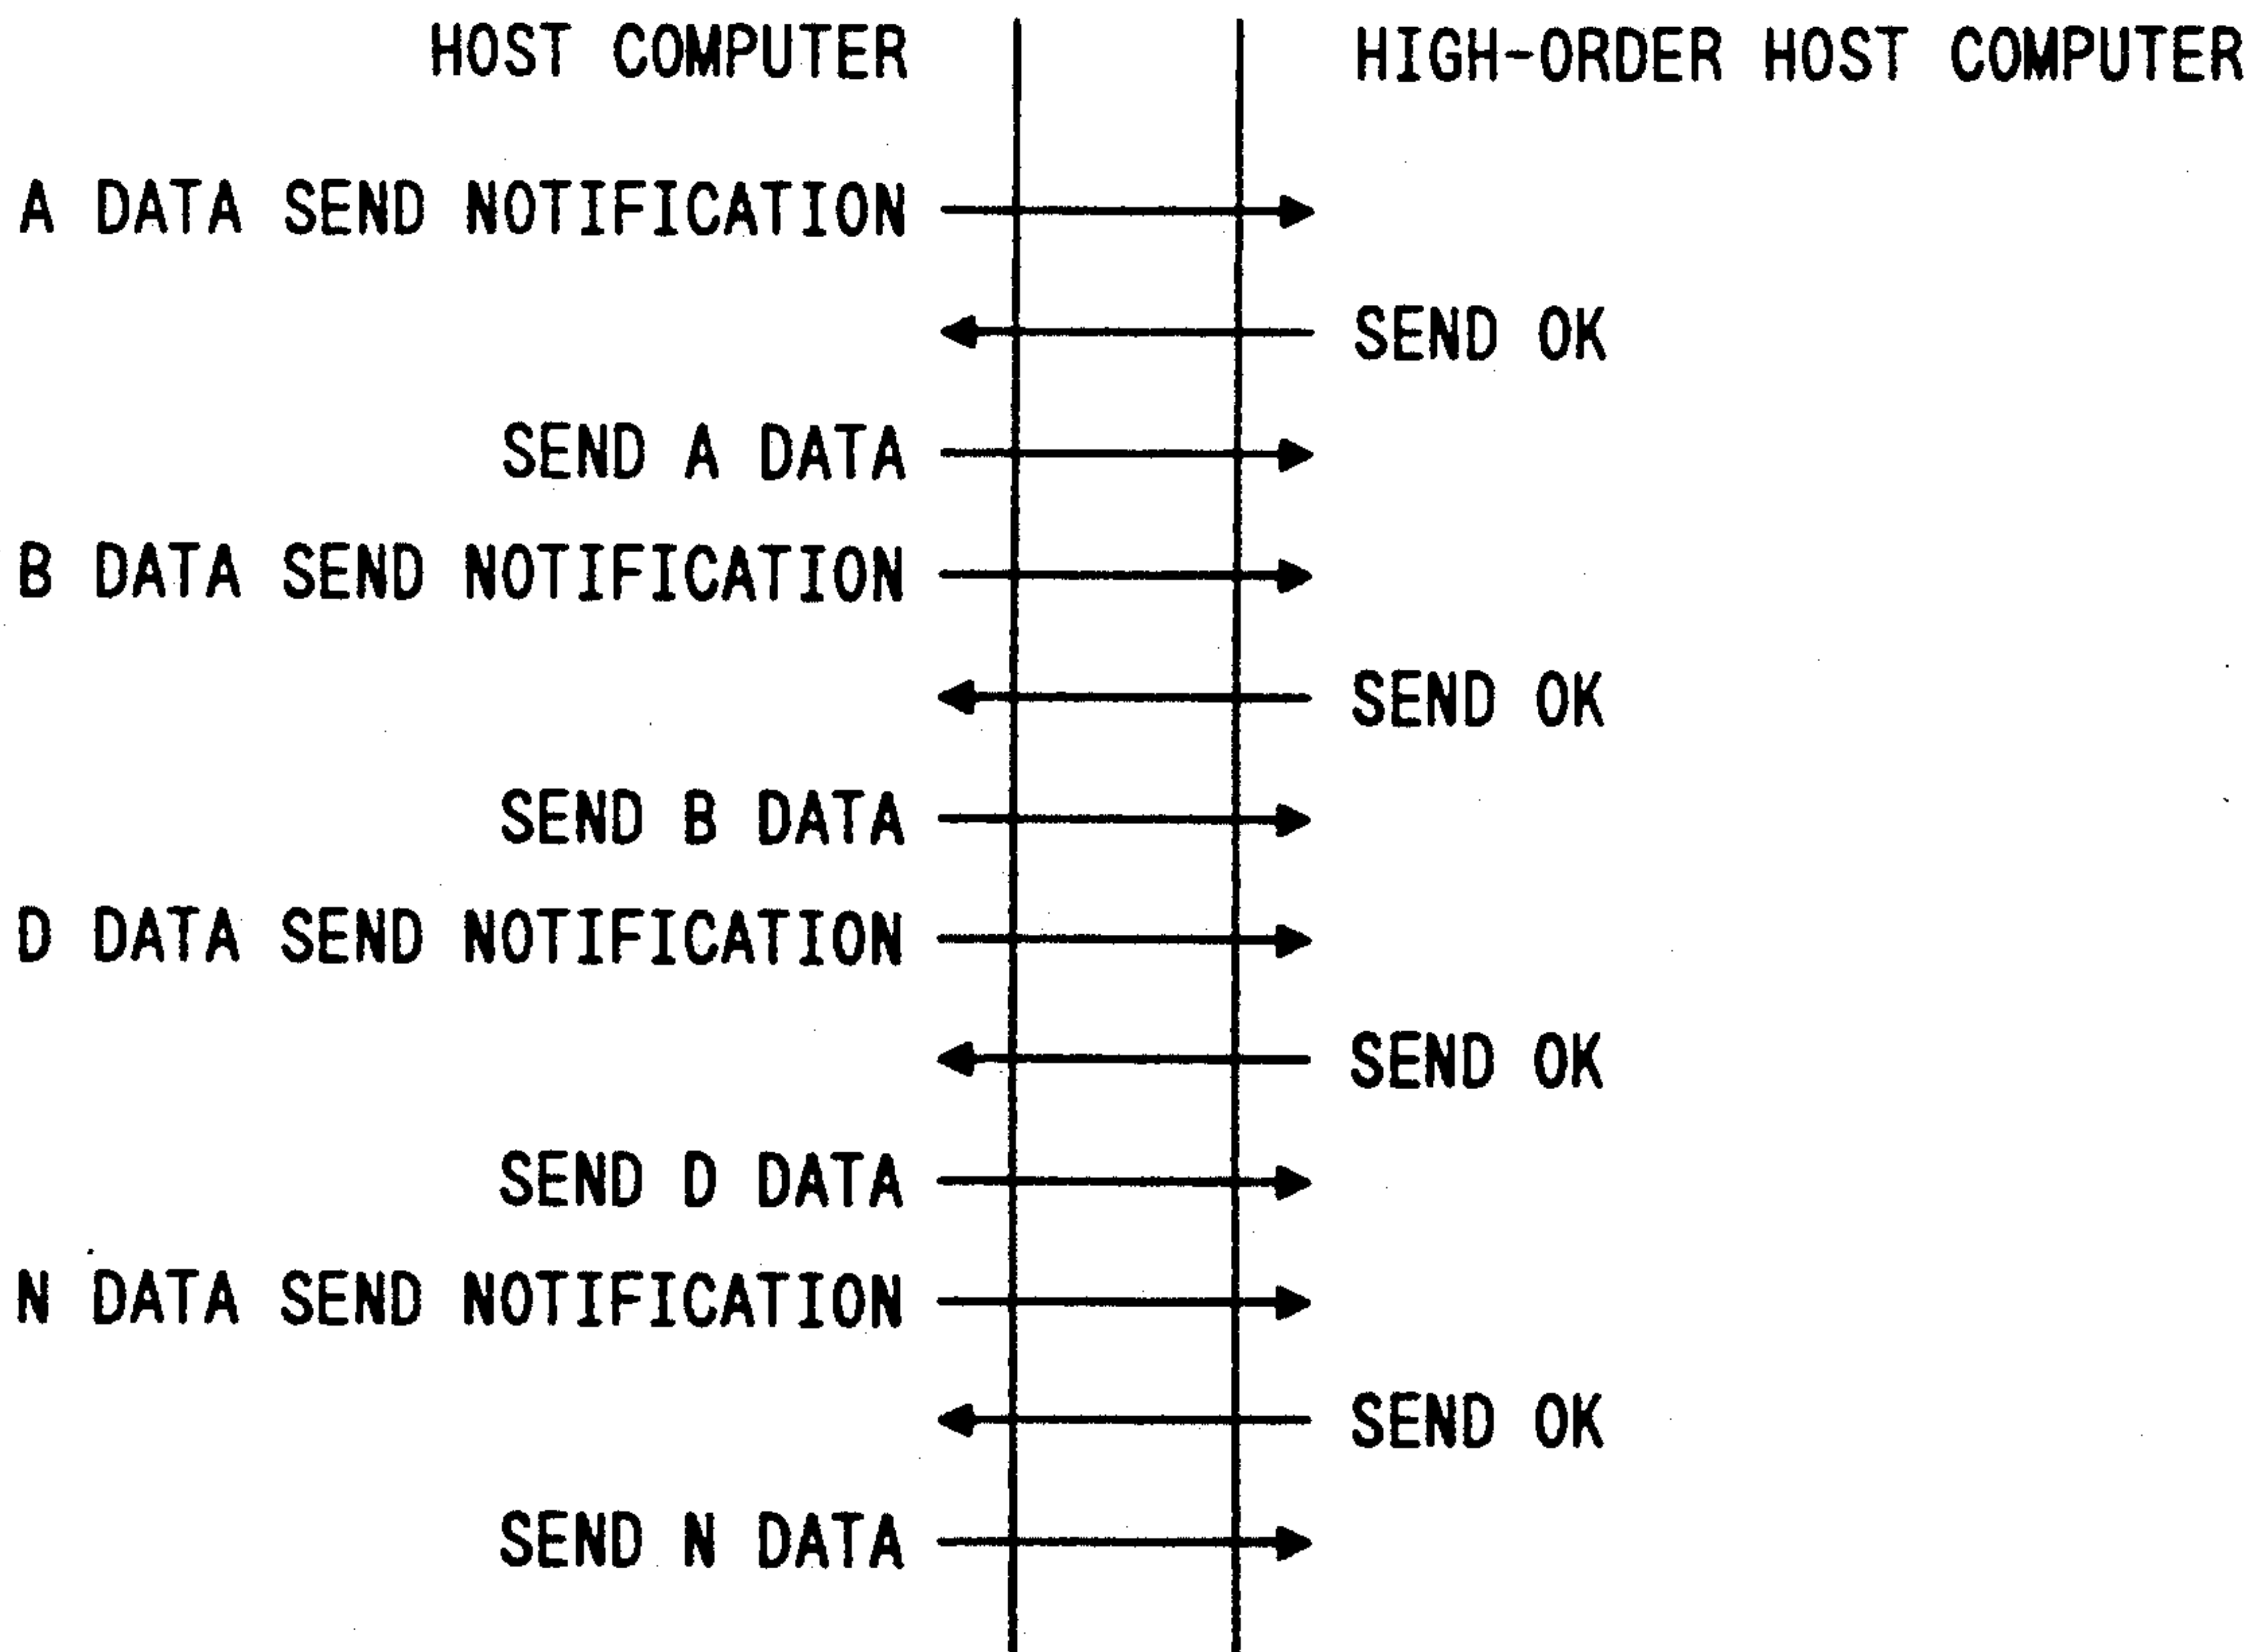 HOST COMPUTER
HIGH-ORDER HOST COMPUTER
A DATA SEND NOTIFICATION
SEND OK
SEND A DATA
B DATA SEND NOTIFICATION
SEND OK
SEND B DATA
D DATA SEND NOTIFICATION
SEND OK
SEND D DATA
N DATA SEND NOTIFICATION
SEND OK
SEND N DATA